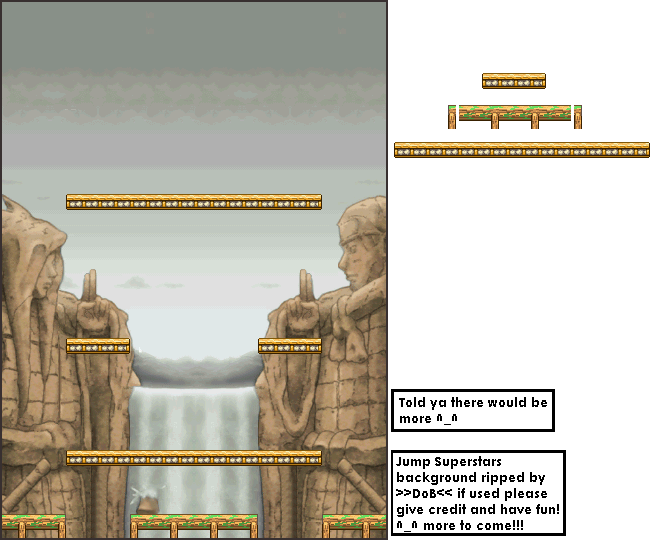 Told ya there would be
more ^_^
Jump Superstars
background ripped by
>>DoB<< if used please
give credit and have fun!
^_^ more to come!!!